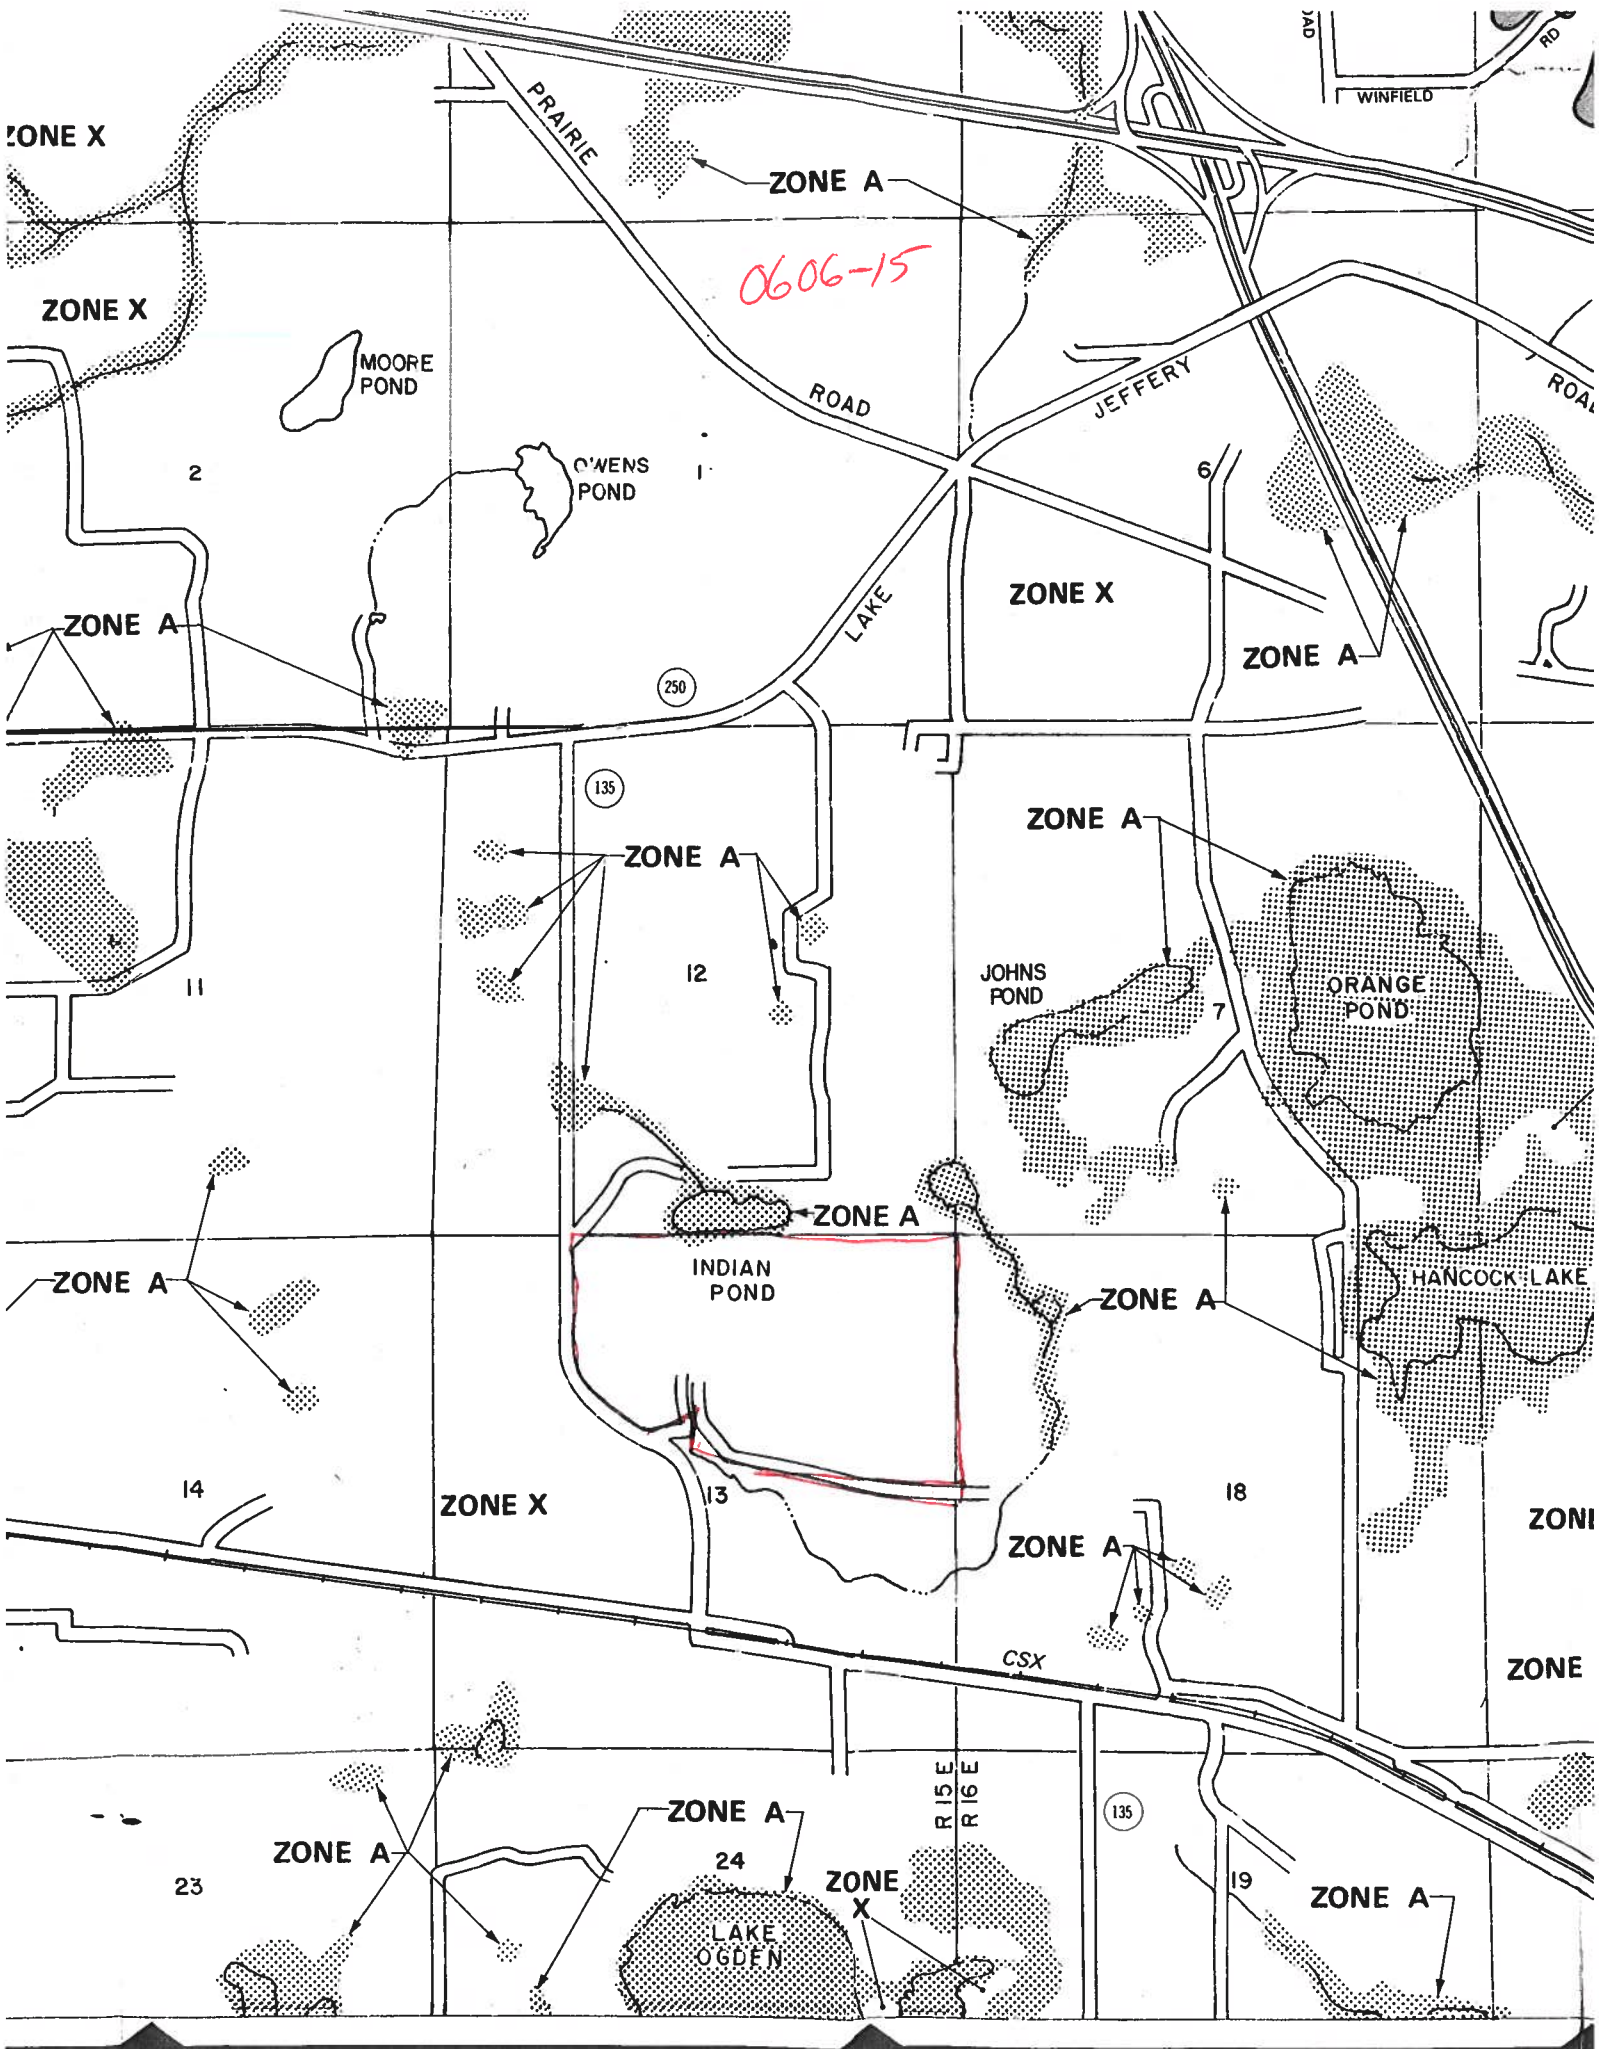 OAD
RD
WINFIELD
PRAIRIE
ZONE X
ZONE A
0606-15
ZONE X
MOORE
POND
ROAD
JEFFERY
ROAD
2
OWENS
POND
1
6
ZONE X
LAKE
ZONE A
ZONE A
250
135
ZONE A
ZONE A
11
12
JOHNS
POND
7
ORANGE
POND
ZONE A
INDIAN
POND
ZONE A
ZONE A
HANCOCK LAKE
14
ZONE X
13
18
ZONE
ZONE A
CSX
ZONE
R 15 E
R 16 E
135
ZONE A
ZONE A
23
24
ZONE
X
19
ZONE A
LAKE
OGDEN